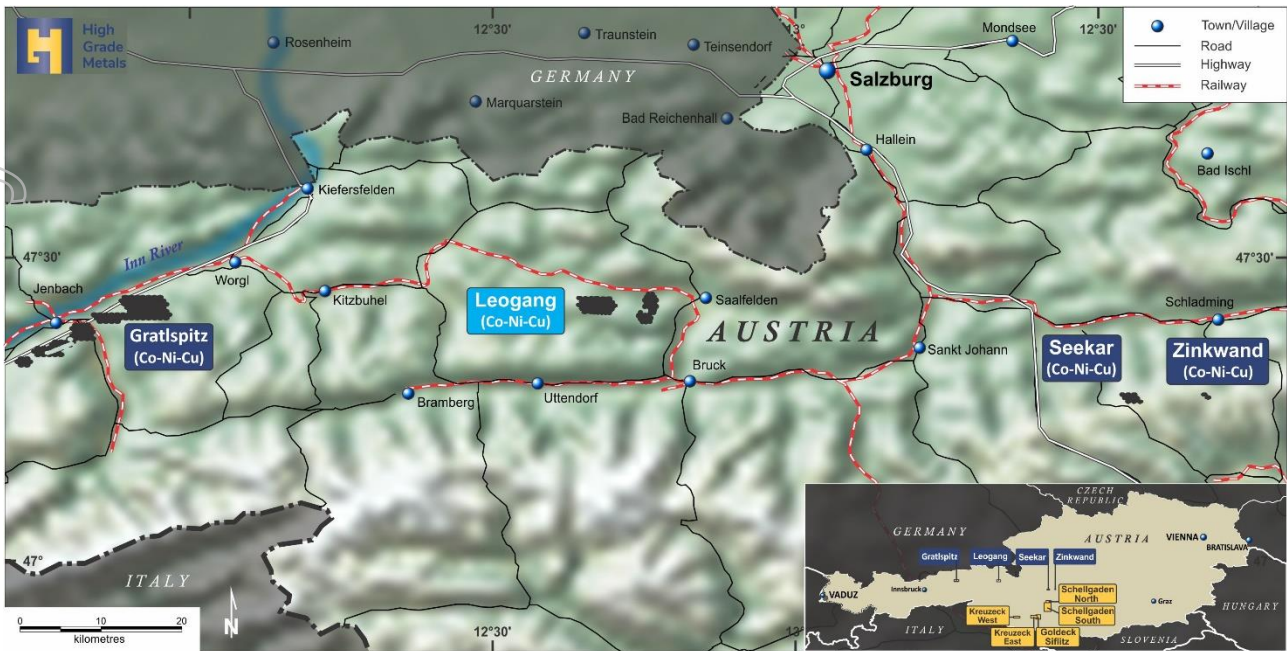 High
Grade
Metals
12°30'
13°
12°30'
Rosenheim
Traunstein
Teinsendorf
Mondsee
GERMANY
Salzburg
Marquarstein
Bad Reichenhall
Hallein
Bad Ischl
Town/Village
Road
Highway
Railway
Kiefersfelden
Inn River
47°30'
47°30'
Jenbach
Worgl
Kitzbuhel
Leogang
(Co-Ni-Cu)
Saalfelden
Schladming
Gratlspitz
(Co-Ni-Cu)
AUSTRIA
Sankt Johann
Seekar
(Co-Ni-Cu)
Zinkwand
(Co-Ni-Cu)
Bramberg
Uttendorf
Bruck
47°
ITALY
12°30'
13°
0
10
20
kilometres
N
CZECH
REPUBLIC
GERMANY
AUSTRIA
VIENNA
BRATISLAVA
Gratlspitz
Leogang
Seekar
Zinkwand
47
VADUZ
Innsbruck
Schellgaden
North
Schellgaden
South
Graz
HUNGARY
Kreuzeck
West
ITALY
Kreuzeck
East
Goldeck
Siflitz
SLOVENIA